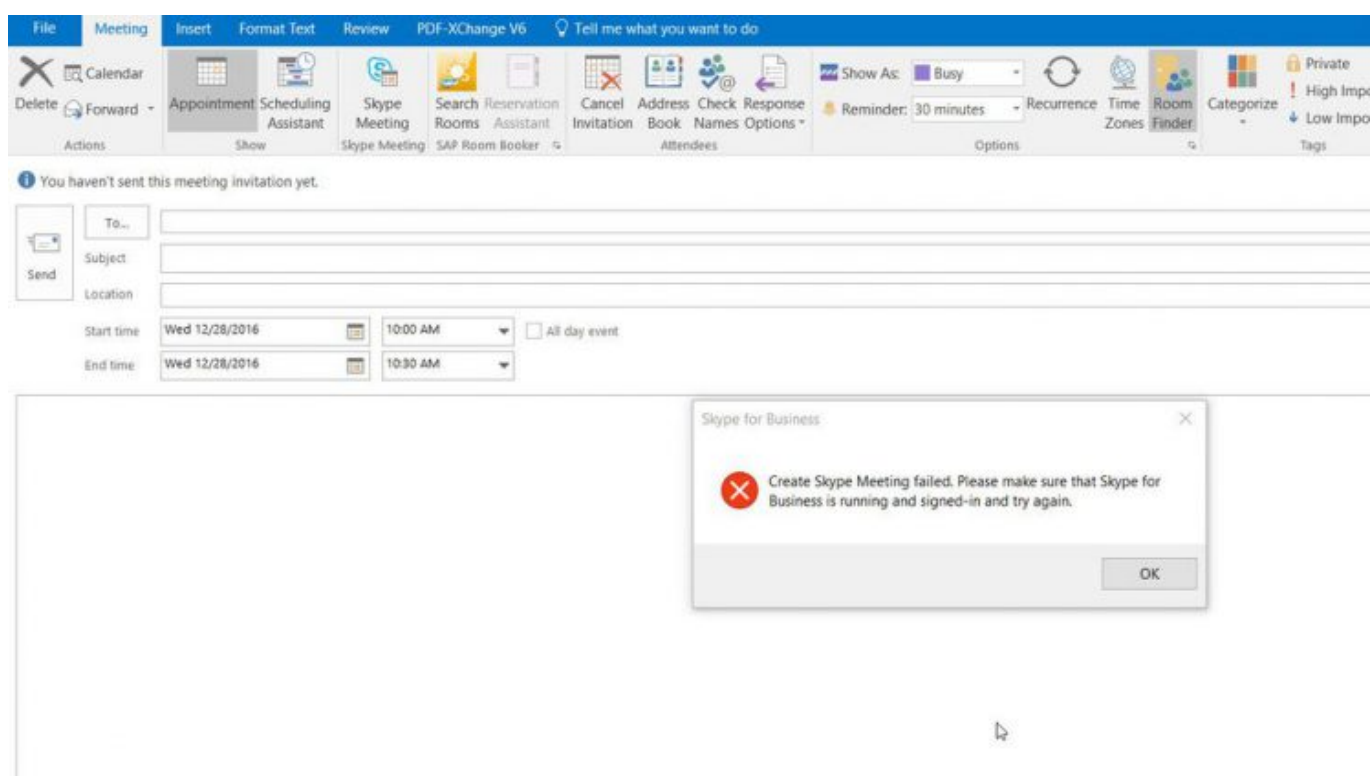 File Meeting Insert Format Text Review PDF-XChange V6 Tell me what you want to do
Delete
Calendar
Forward
Actions
Appointment
Scheduling
Assistant
Show
Skype
Meeting
Skype Meeting
Search
Rooms
Reservation
Assistant
SAP Room Booker
Cancel
Invitation
Address
Book
Check
Names
Response
Options
Attendees
Show As: Busy
Reminder: 30 minutes
Recurrence
Time
Zones
Room
Finder
Options
Categorize
Private
High Impo
Low Impo
Tags
You haven't sent this meeting invitation yet.
Send
To...
Subject
Location
Start time Wed 12/28/2016 10:00 AM All day event
End time Wed 12/28/2016 10:30 AM
Skype for Business
Create Skype Meeting failed. Please make sure that Skype for
Business is running and signed-in and try again.
OK